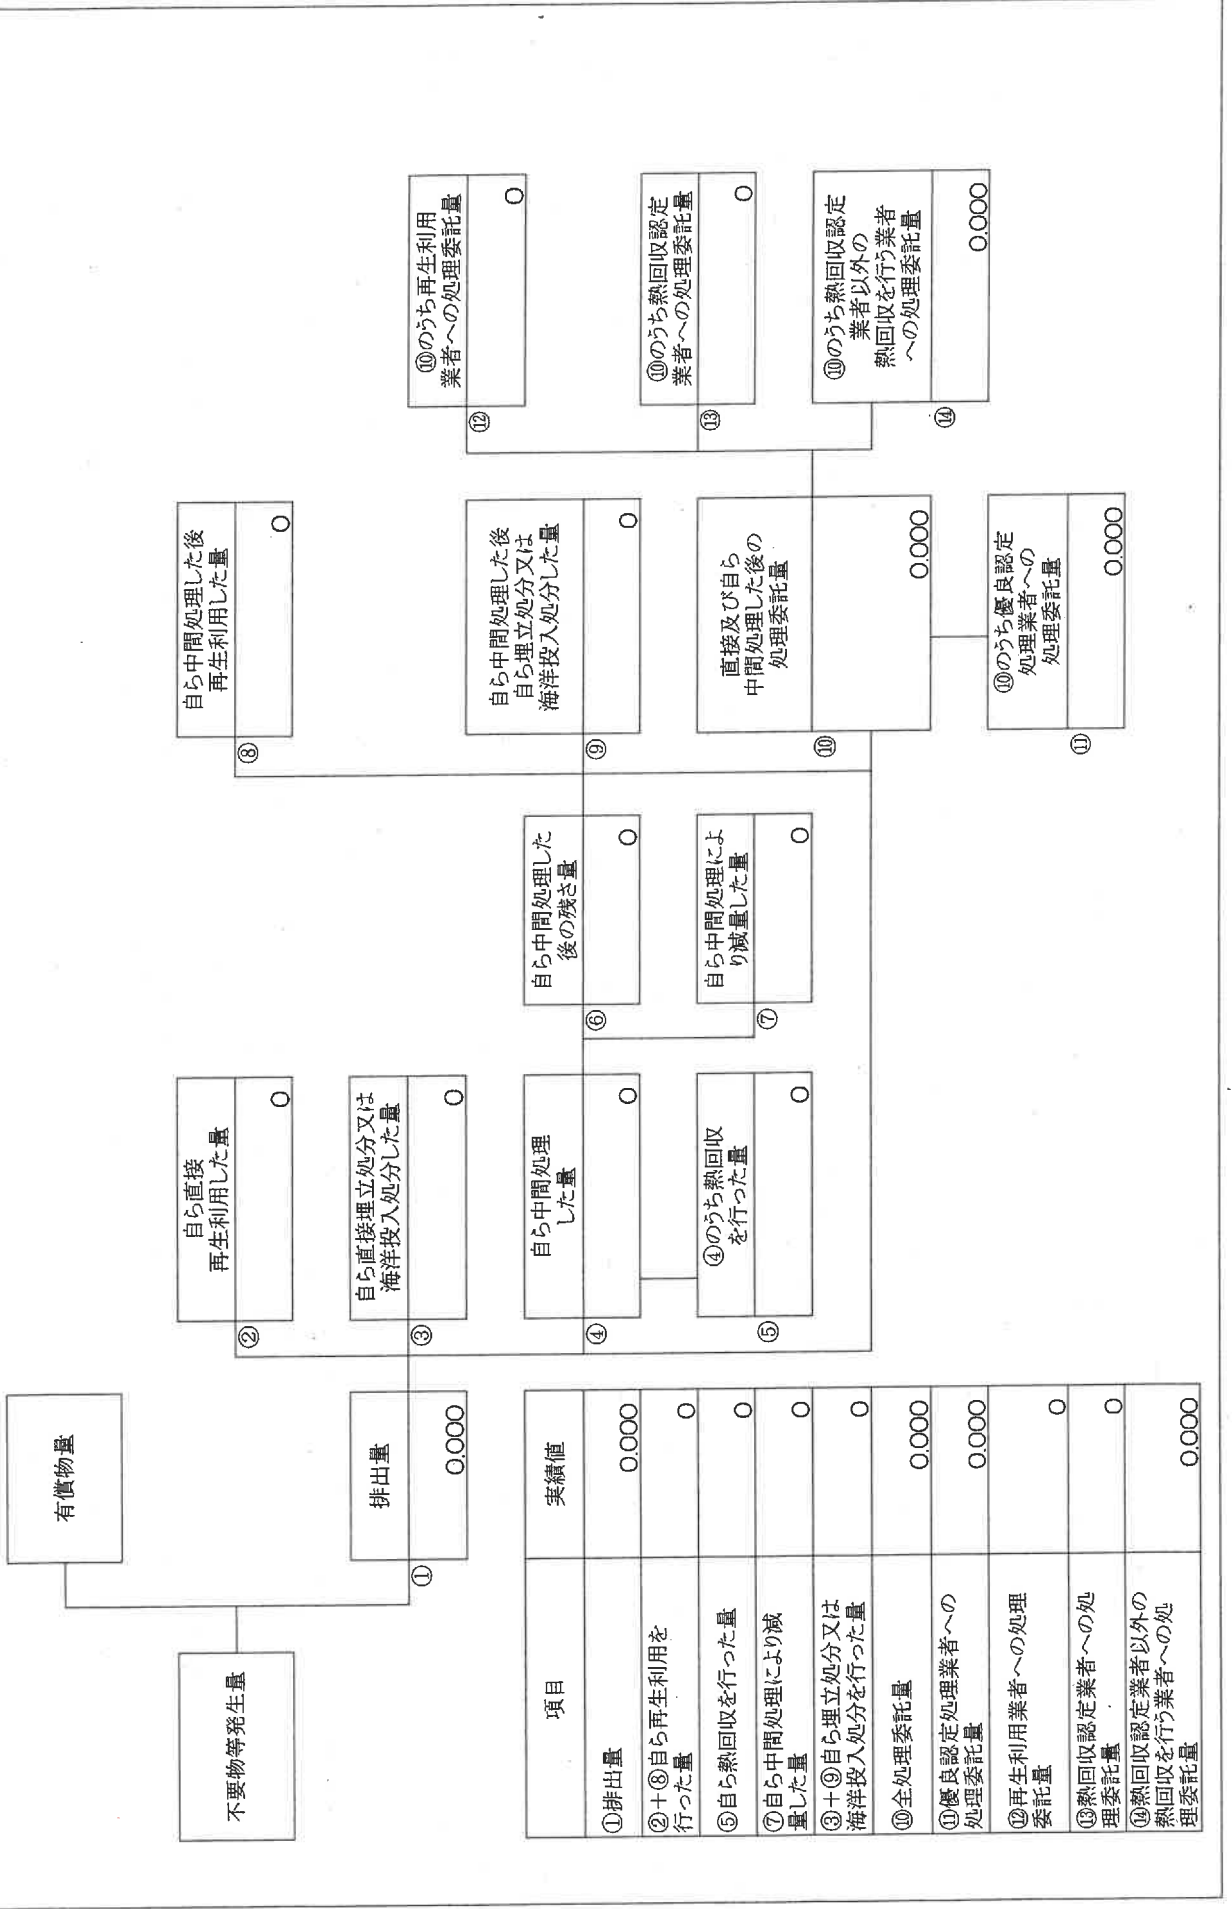 有償物量
不要物等発生量
排出量
①
0.000
自ら直接
再生利用した量
②
0
自ら直接埋立処分又は
海洋投入処分した量
③
0
自ら中間処理
した量
④
0
④のうち熱回収
を行った量
⑤
0
自ら中間処理した
後の残さ量
⑥
0
自ら中間処理によ
り減量した量
⑦
0
自ら中間処理した後
再生利用した量
⑧
0
自ら中間処理した後
自ら埋立処分又は
海洋投入処分した量
⑨
0
直接及び自ら
中間処理した後の
処理委託量
⑩
0.000
⑩のうち優良認定
処理業者への
処理委託量
⑪
0.000
⑩のうち再生利用
業者への処理委託量
⑫
0
⑩のうち熱回収認定
業者への処理委託量
⑬
0
⑩のうち熱回収認定
業者以外の
熱回収を行う業者
への処理委託量
⑭
0.000
項目 実績値
①排出量 0.000
②+⑧自ら再生利用を
行った量 0
⑤自ら熱回収を行った量 0
⑦自ら中間処理により減
量した量 0
③+⑨自ら埋立処分又は
海洋投入処分を行った量 0
⑩全処理委託量 0.000
⑪優良認定処理業者への
処理委託量 0.000
⑫再生利用業者への処理
委託量 0
⑬熱回収認定業者への処
理委託量 0
⑭熱回収認定業者以外の
熱回収を行う業者への処
理委託量 0.000